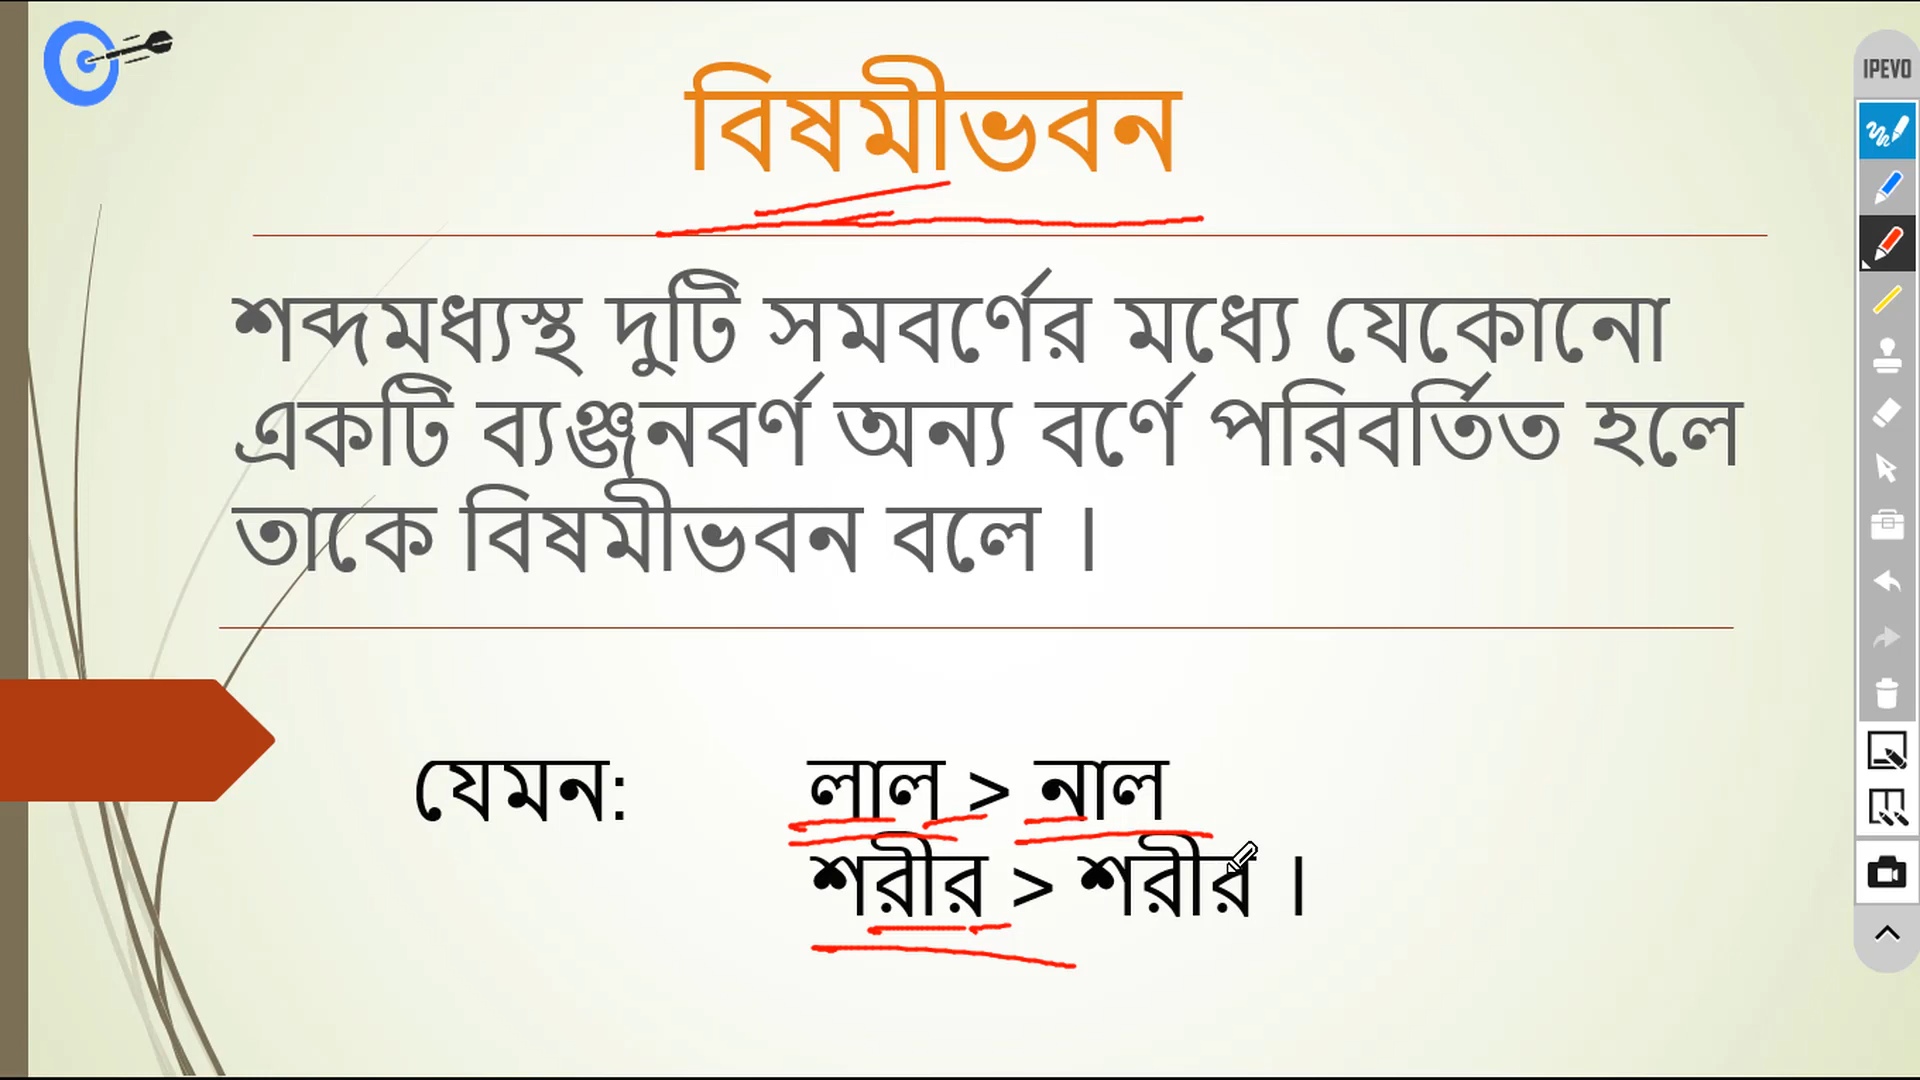 বিষমীভবন
IPEVO
শব্দমধ্যস্থ দুটি সমবর্ণের মধ্যে যেকোনো
একটি ব্যঞ্জনবর্ণ অন্য বর্ণে পরিবর্তিত হলে
তাকে বিষমীভবন বলে ।
যেমন: লাল > নাল
শরীর > শরীর ।